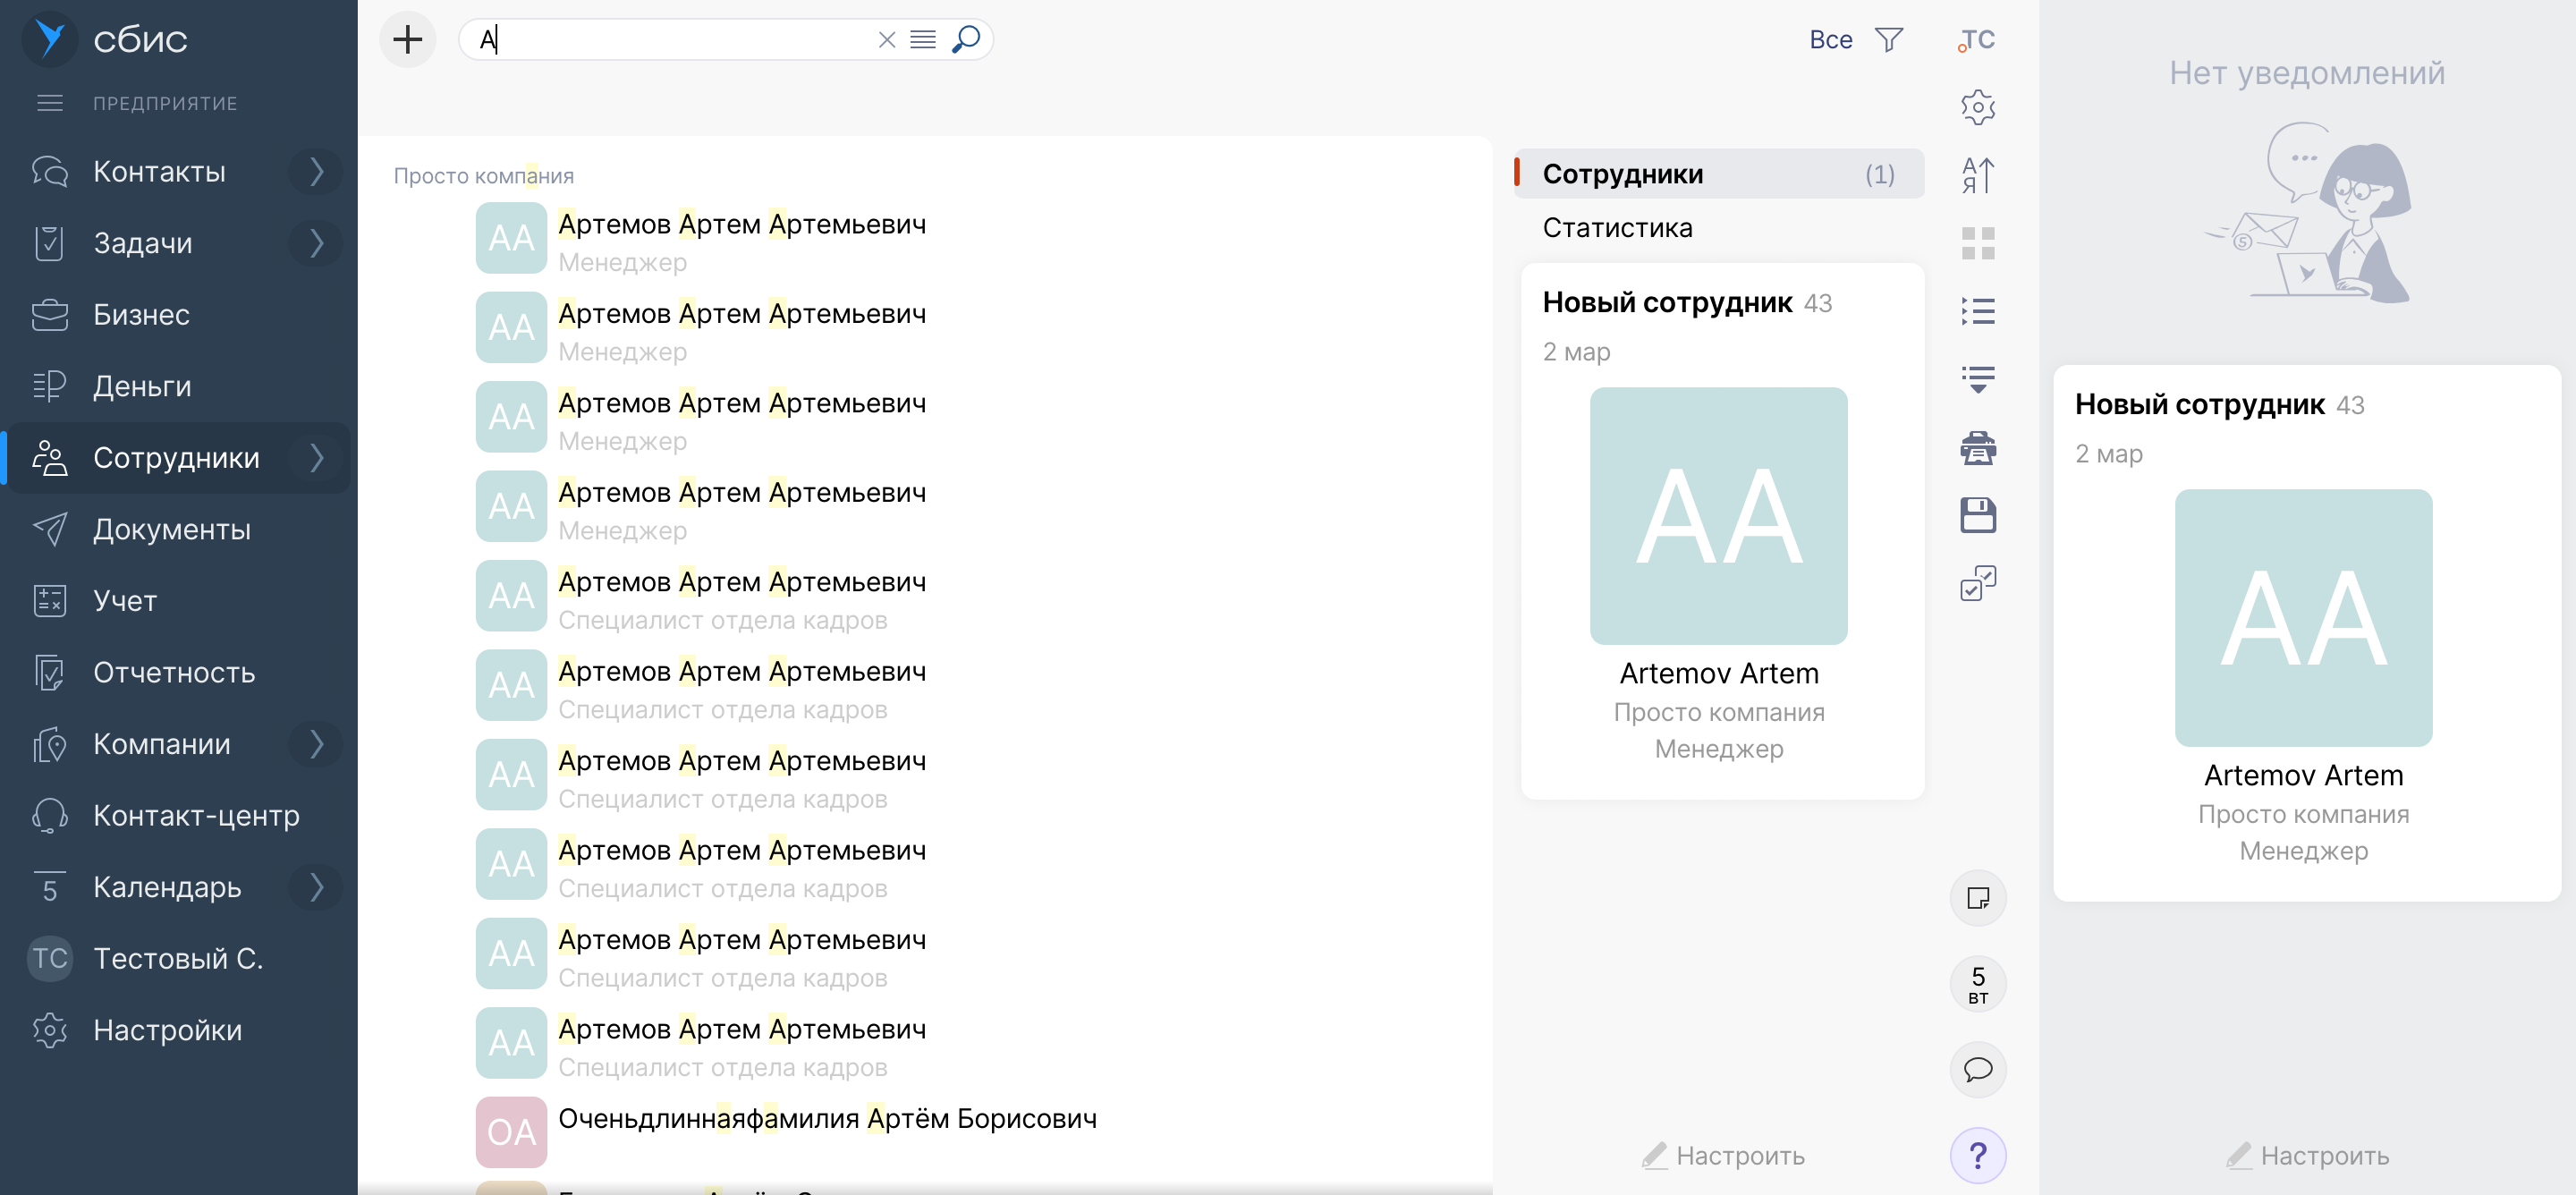 сбис
ПРЕДПРИЯТИЕ
Контакты
Задачи
Бизнес
Деньги
Сотрудники
Документы
Учет
Отчетность
Компании
Контакт-центр
5 Календарь
ТС Тестовый С.
Настройки
А
Все
Просто компания
АА Артемов Артем Артемьевич
Менеджер
АА Артемов Артем Артемьевич
Менеджер
АА Артемов Артем Артемьевич
Менеджер
АА Артемов Артем Артемьевич
Менеджер
АА Артемов Артем Артемьевич
Специалист отдела кадров
АА Артемов Артем Артемьевич
Специалист отдела кадров
АА Артемов Артем Артемьевич
Специалист отдела кадров
АА Артемов Артем Артемьевич
Специалист отдела кадров
АА Артемов Артем Артемьевич
Специалист отдела кадров
АА Артемов Артем Артемьевич
Специалист отдела кадров
ОА Оченьдлиннаяфамилия Артём Борисович
Сотрудники (1)
Статистика
Новый сотрудник 43
2 мар
АА
Artemov Artem
Просто компания
Менеджер
Настроить
ТС
А
Я
5
вт
?
Нет уведомлений
5
Новый сотрудник 43
2 мар
АА
Artemov Artem
Просто компания
Менеджер
Настроить